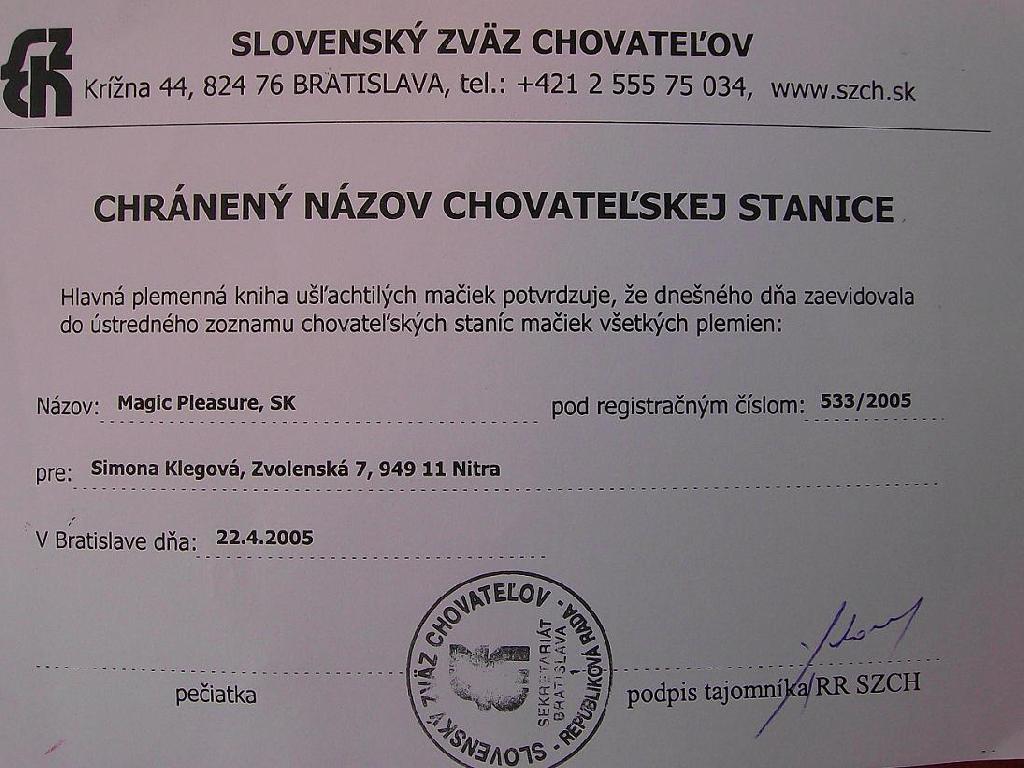 SLOVENSKÝ ZVÄZ CHOVATEĽOV
Krížna 44, 824 76 BRATISLAVA, tel.: +421 2 555 75 034, www.szch.sk
CHRÁNENÝ NÁZOV CHOVATEĽSKEJ STANICE
Hlavná plemenná kniha ušľachtilých mačiek potvrdzuje, že dnešného dňa zaevidovala
do ústredného zoznamu chovateľských staníc mačiek všetkých plemien:
Názov: Magic Pleasure, SK pod registračným číslom: 533/2005
pre: Simona Klegová, Zvolenská 7, 949 11 Nitra
V Bratislave dňa: 22.4.2005
SLOVENSKÝ ZVÄZ CHOVATEĽOV - REPUBLIKOVÁ RADA -
SEKRETARIÁT
BRATISLAVA
1
pečiatka
podpis tajomníka RR SZCH